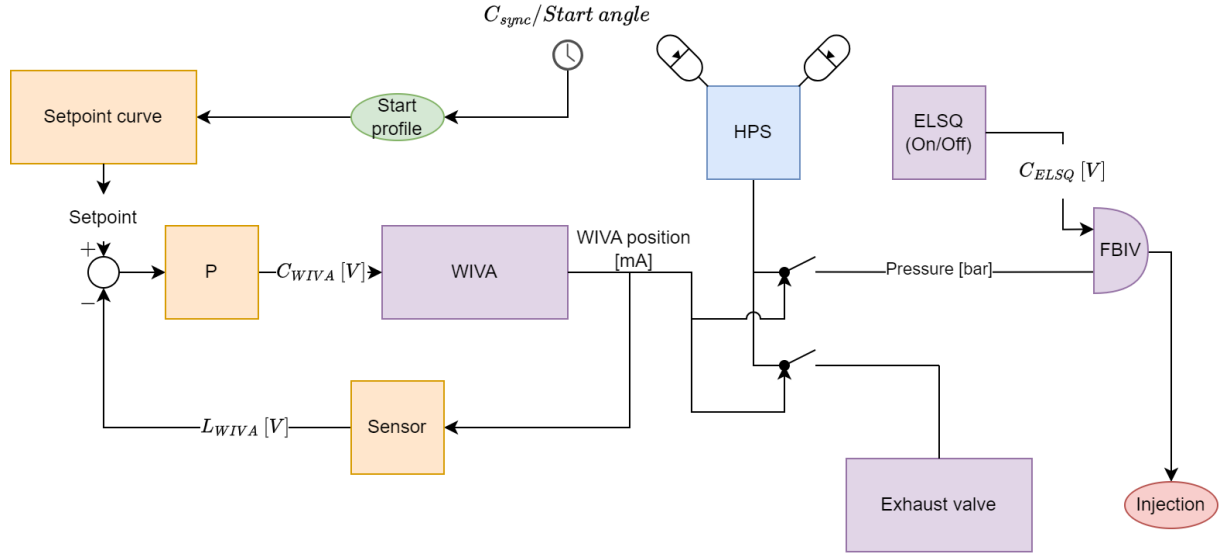 C_sync/Start angle
Setpoint curve
Start
profile
HPS
ELSQ
(On/Off)
C_ELSQ [V]
Setpoint
+
−
P
C_WIVA [V]
WIVA
WIVA position
[mA]
Pressure [bar]
FBIV
L_WIVA [V]
Sensor
Exhaust valve
Injection